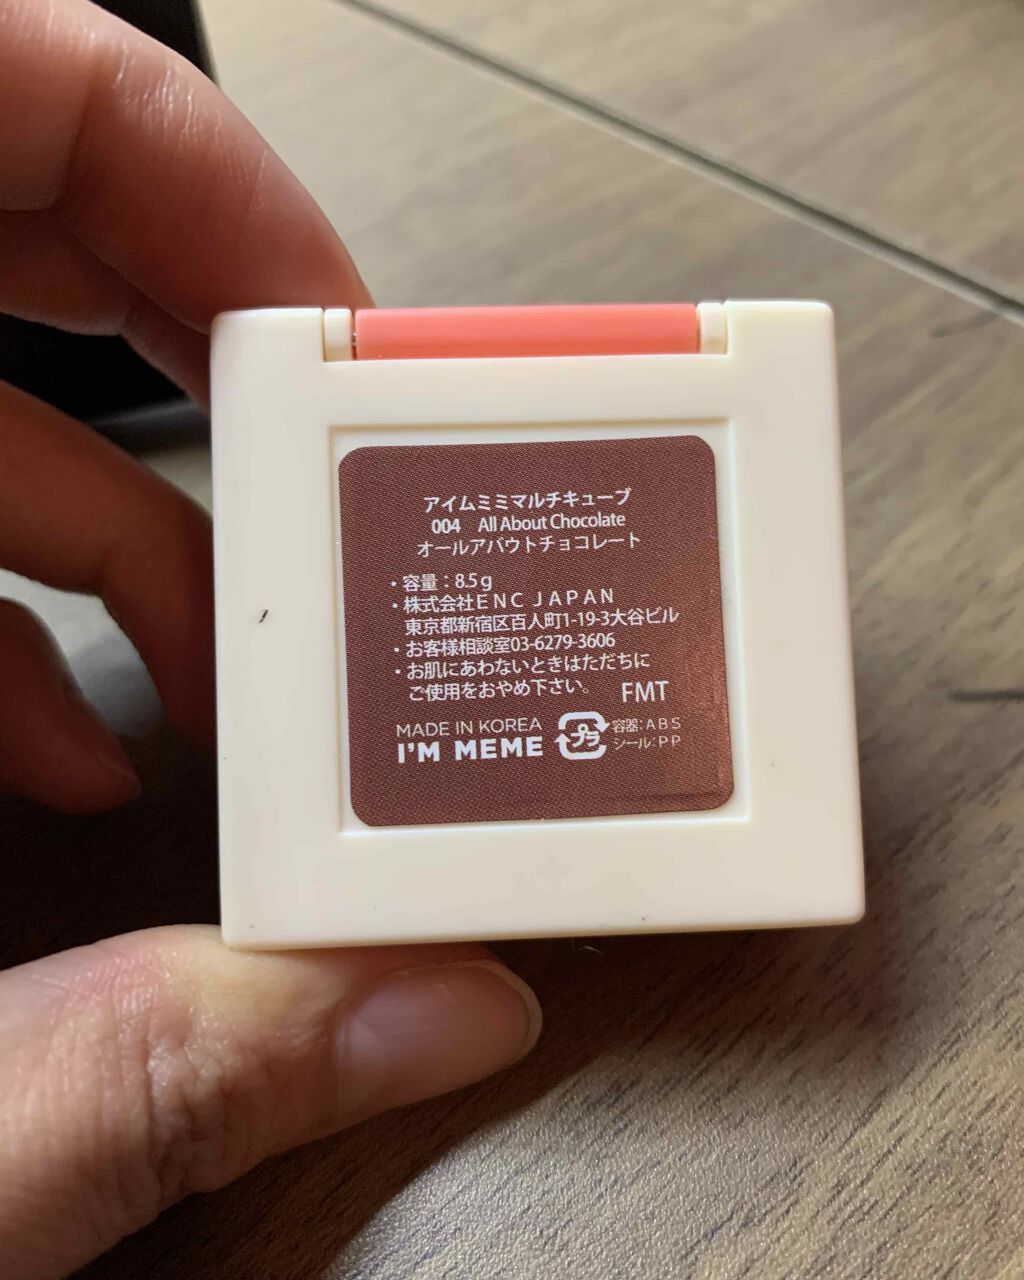 アイムミミマルチキューブ
004 All About Chocolate
オールアバウトチョコレート
・容量：8.5g
・株式会社ENC JAPAN
東京都新宿区百人町1-19-3大谷ビル
・お客様相談室03-6279-3606
・お肌にあわないときはただちに
ご使用をおやめ下さい。 FMT
MADE IN KOREA
I'M MEME
プラ
容器：ABS
シール：PP